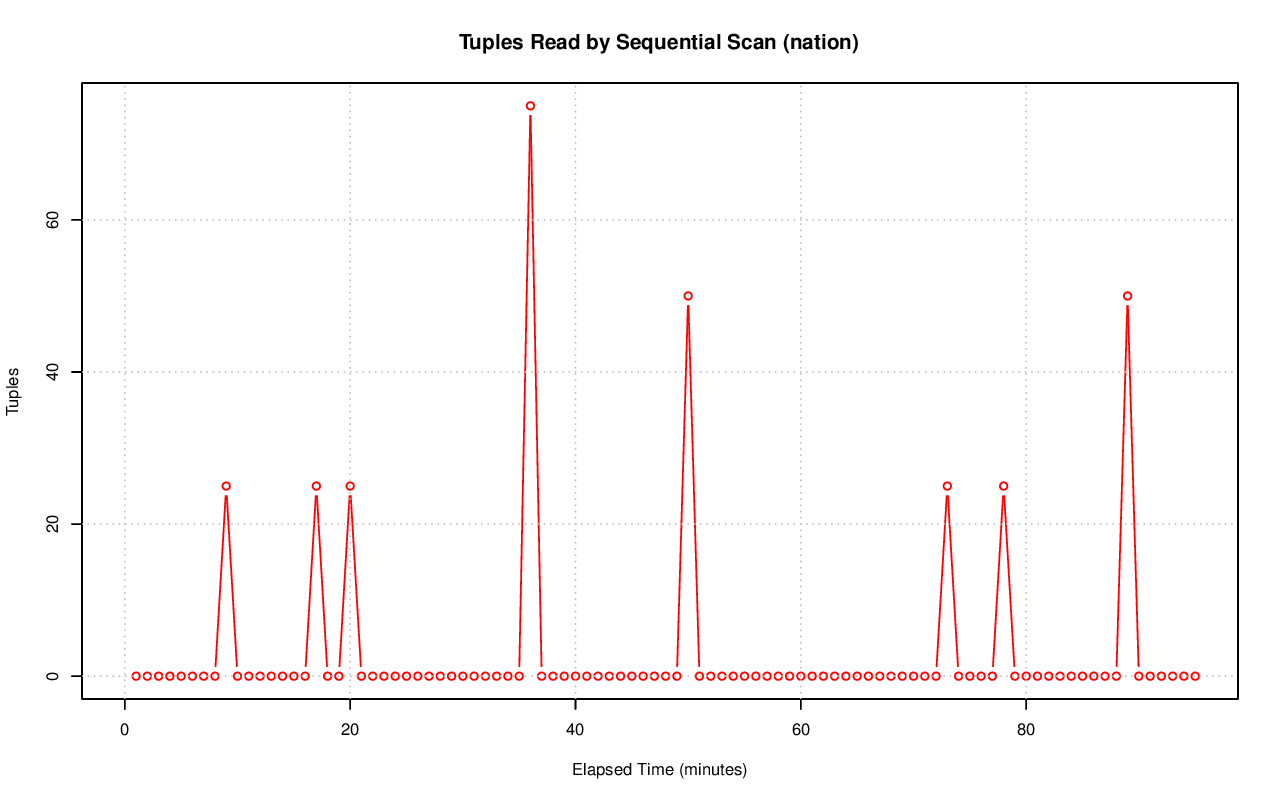 Tuples Read by Sequential Scan (nation)
Tuples
60
40
20
0
0 20 40 60 80
Elapsed Time (minutes)